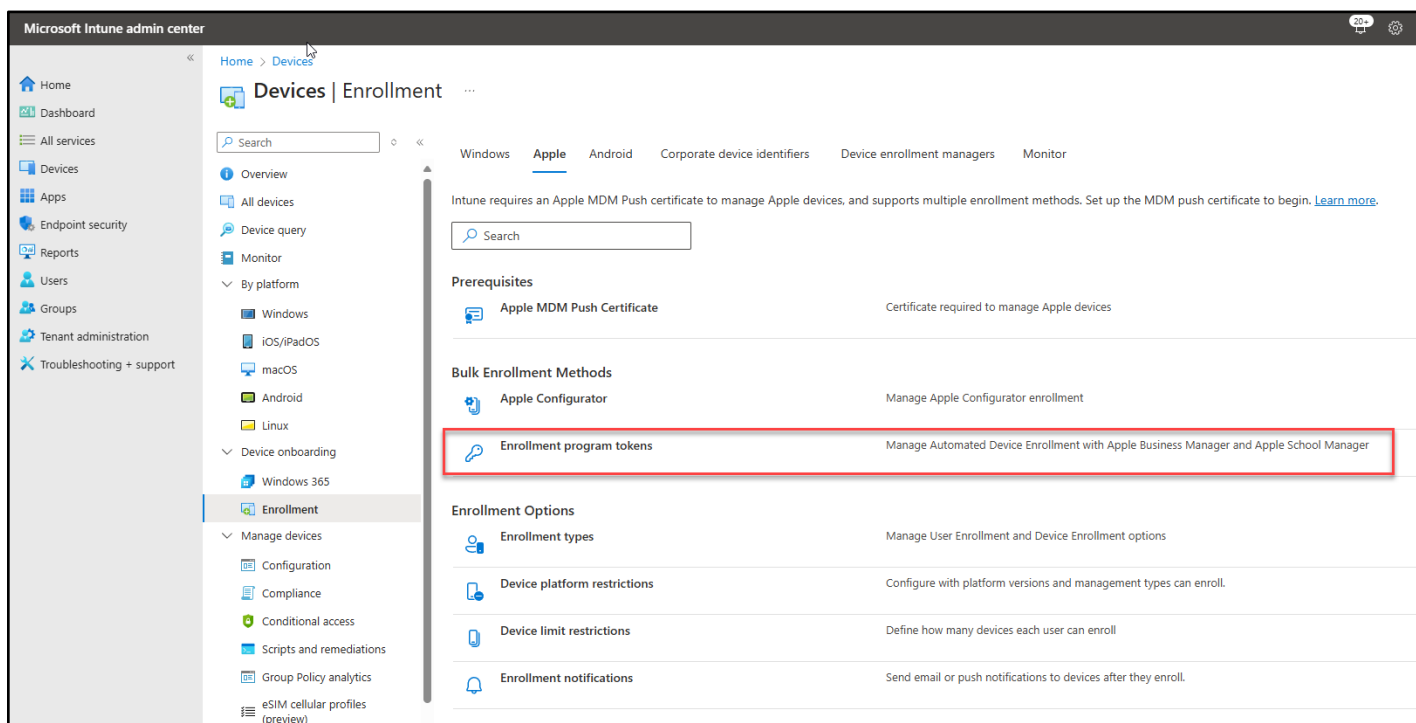 Microsoft Intune admin center
20+
Home > Devices
Devices | Enrollment ...
Home
Dashboard
All services
Devices
Apps
Endpoint security
Reports
Users
Groups
Tenant administration
Troubleshooting + support
Search
Overview
All devices
Device query
Monitor
By platform
Windows
iOS/iPadOS
macOS
Android
Linux
Device onboarding
Windows 365
Enrollment
Manage devices
Configuration
Compliance
Conditional access
Scripts and remediations
Group Policy analytics
eSIM cellular profiles
(preview)
Windows Apple Android Corporate device identifiers Device enrollment managers Monitor
Intune requires an Apple MDM Push certificate to manage Apple devices, and supports multiple enrollment methods. Set up the MDM push certificate to begin. Learn more.
Search
Prerequisites
Apple MDM Push Certificate Certificate required to manage Apple devices
Bulk Enrollment Methods
Apple Configurator Manage Apple Configurator enrollment
Enrollment program tokens Manage Automated Device Enrollment with Apple Business Manager and Apple School Manager
Enrollment Options
Enrollment types Manage User Enrollment and Device Enrollment options
Device platform restrictions Configure with platform versions and management types can enroll.
Device limit restrictions Define how many devices each user can enroll
Enrollment notifications Send email or push notifications to devices after they enroll.